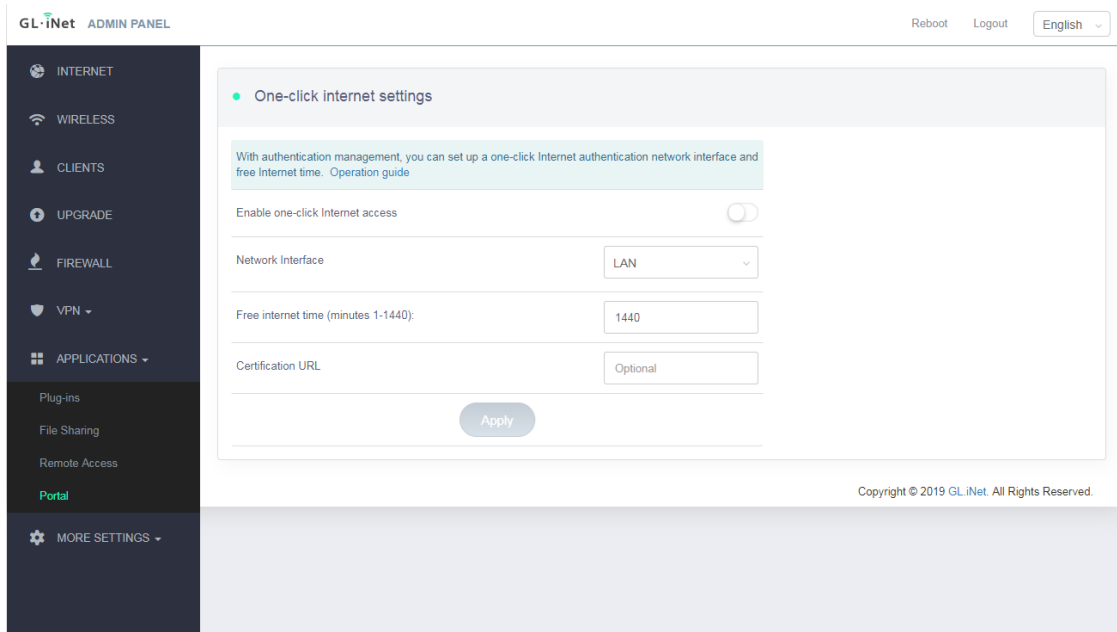 GL·iNet ADMIN PANEL
Reboot
Logout
English
INTERNET
WIRELESS
CLIENTS
UPGRADE
FIREWALL
VPN
APPLICATIONS
Plug-ins
File Sharing
Remote Access
Portal
MORE SETTINGS
One-click internet settings
With authentication management, you can set up a one-click Internet authentication network interface and
free Internet time. Operation guide
Enable one-click Internet access
Network Interface
LAN
Free internet time (minutes 1-1440):
1440
Certification URL
Optional
Apply
Copyright © 2019 GL.iNet. All Rights Reserved.